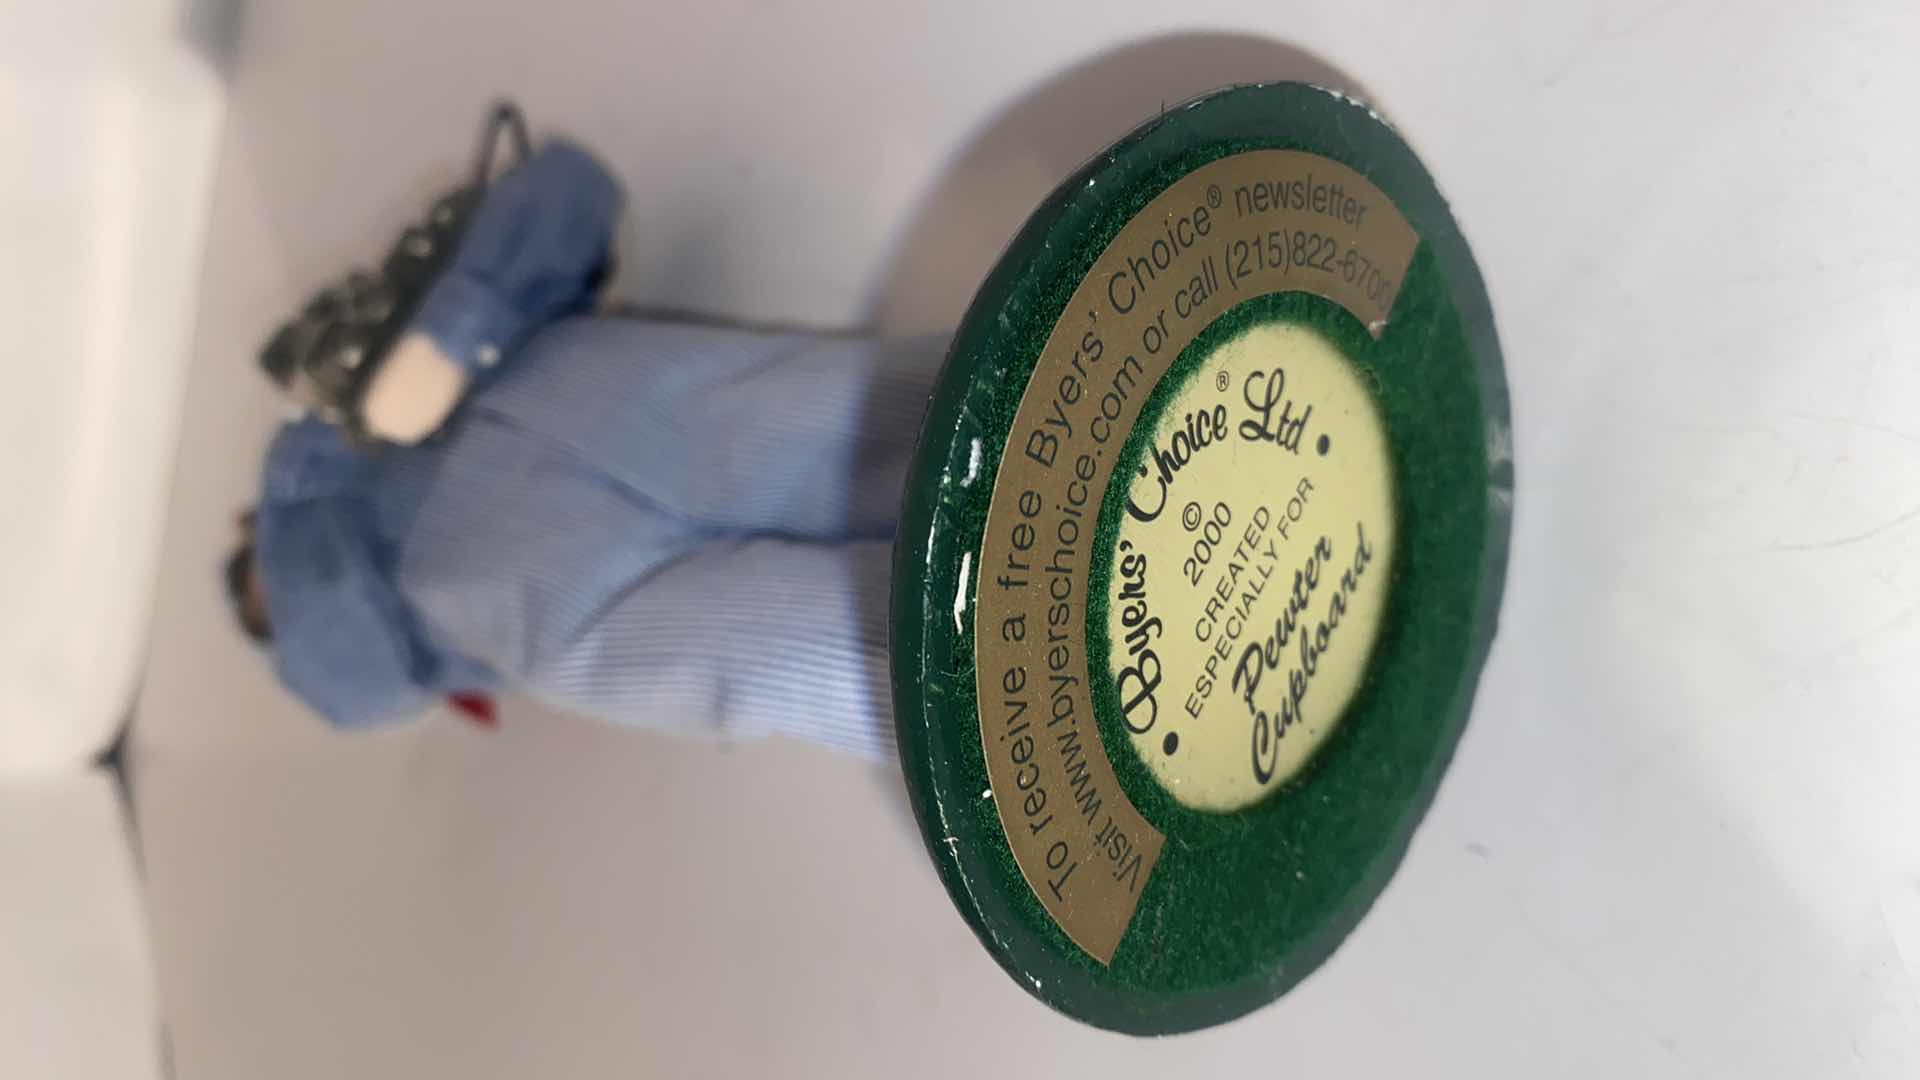 To receive a free Byers' Choice® newsletter
Visit www.byerschoice.com or call (215)822-6700
Byers' Choice® Ltd
©
2000
CREATED
ESPECIALLY FOR
Pewter
Cupboard